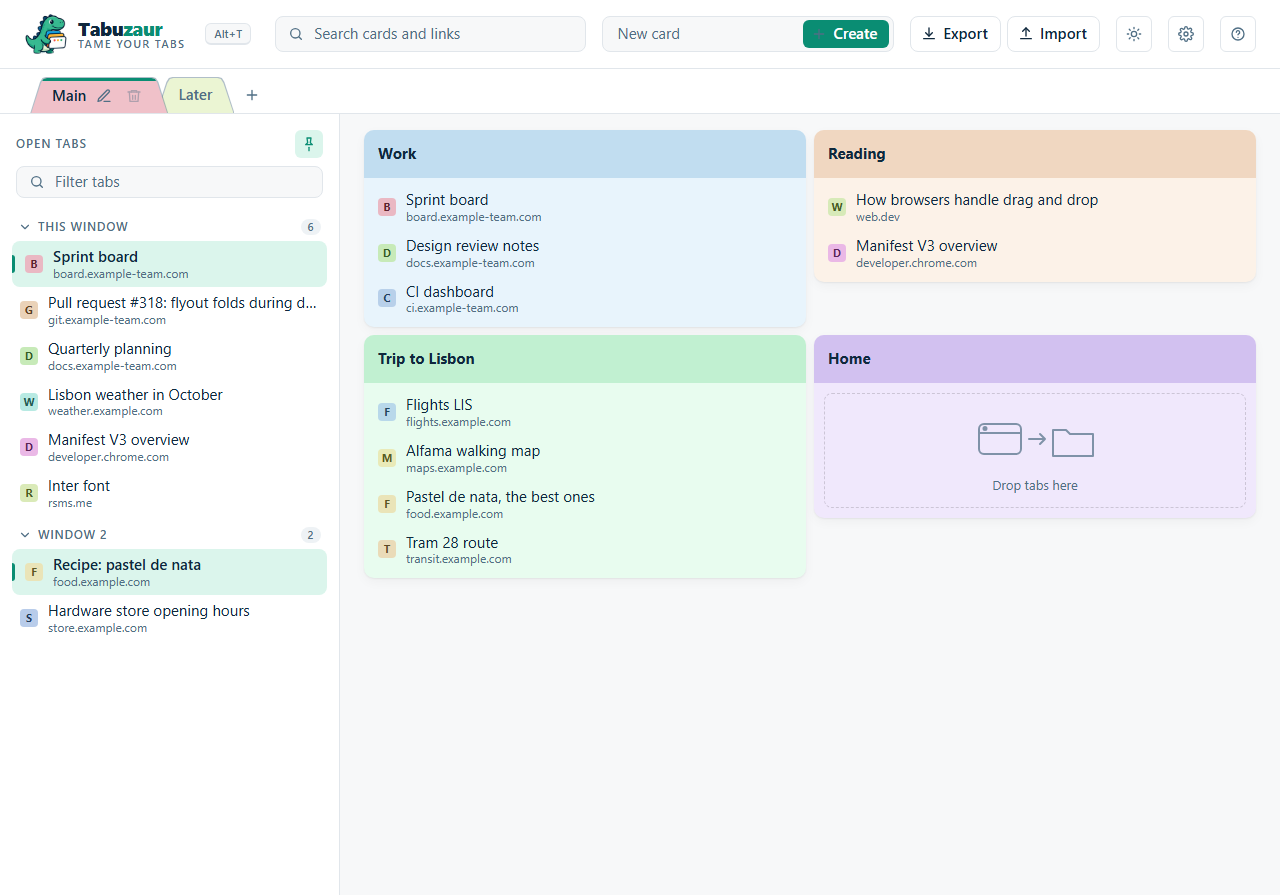 Tabuzaur
TAME YOUR TABS
Alt+T
Search cards and links
New card
Create
Export
Import
Main
Later
OPEN TABS
Filter tabs
THIS WINDOW 6
B Sprint board
board.example-team.com
G Pull request #318: flyout folds during d...
git.example-team.com
D Quarterly planning
docs.example-team.com
W Lisbon weather in October
weather.example.com
D Manifest V3 overview
developer.chrome.com
R Inter font
rsms.me
WINDOW 2 2
F Recipe: pastel de nata
food.example.com
S Hardware store opening hours
store.example.com
Work
B Sprint board
board.example-team.com
D Design review notes
docs.example-team.com
C CI dashboard
ci.example-team.com
Reading
W How browsers handle drag and drop
web.dev
D Manifest V3 overview
developer.chrome.com
Trip to Lisbon
F Flights LIS
flights.example.com
M Alfama walking map
maps.example.com
F Pastel de nata, the best ones
food.example.com
T Tram 28 route
transit.example.com
Home
Drop tabs here